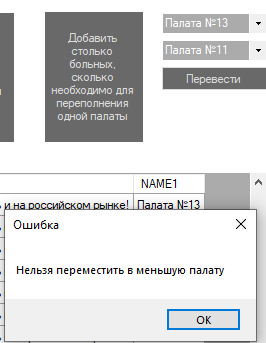 Добавить
столько
больных,
сколько
необходимо для
переполнения
одной палаты
Палата №13
Палата №11
Перевести
NAME1
и на российском рынке! Палата №13
Ошибка
Нельзя переместить в меньшую палату
OK